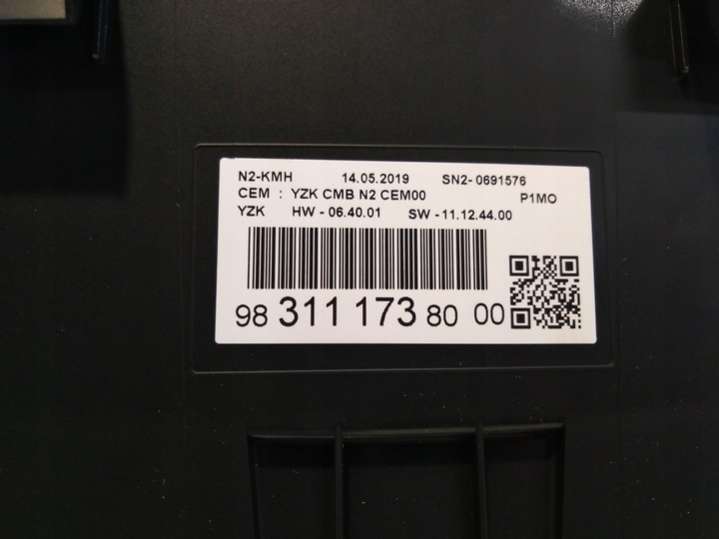 N2-KMH 14.05.2019 SN2- 0691576
CEM : YZK CMB N2 CEM00 P1MO
YZK HW - 06.40.01 SW - 11.12.44.00
98 311 173 80 00